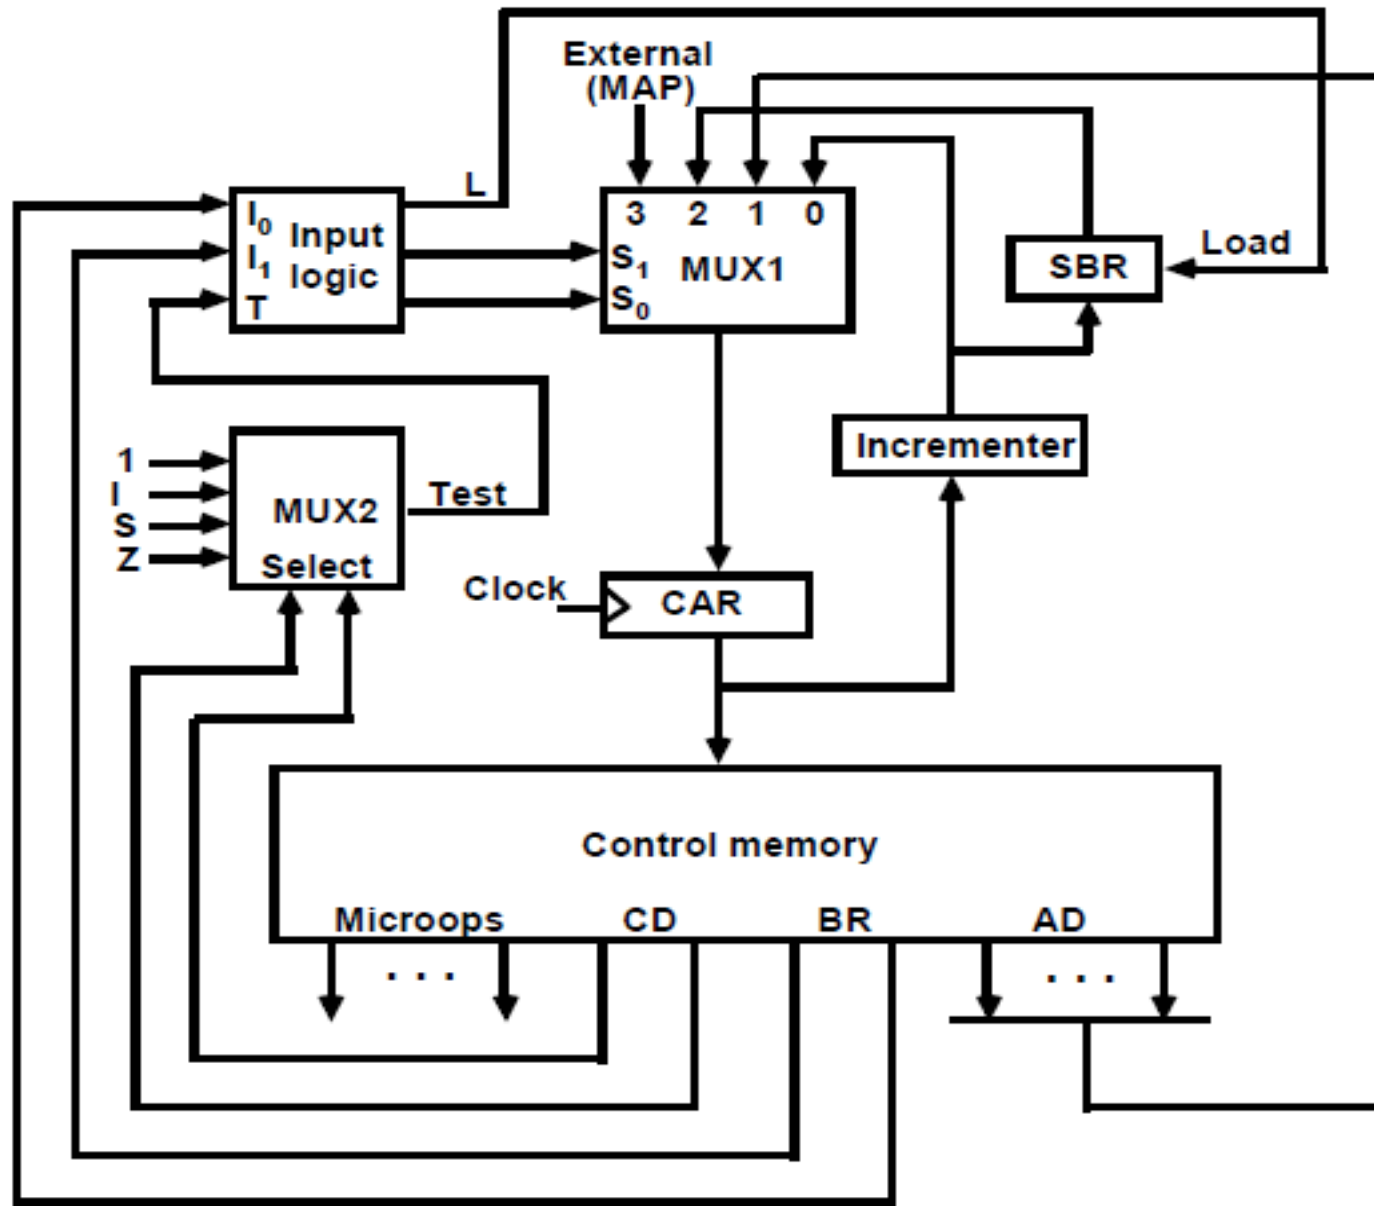 External
(MAP)
L
I0
I1
T
Input
logic
3 2 1 0
S1
S0
MUX1
SBR
Load
Incrementer
1
I
S
Z
MUX2
Select
Test
Clock
CAR
Control memory
Microops CD BR AD
. . .
. . .